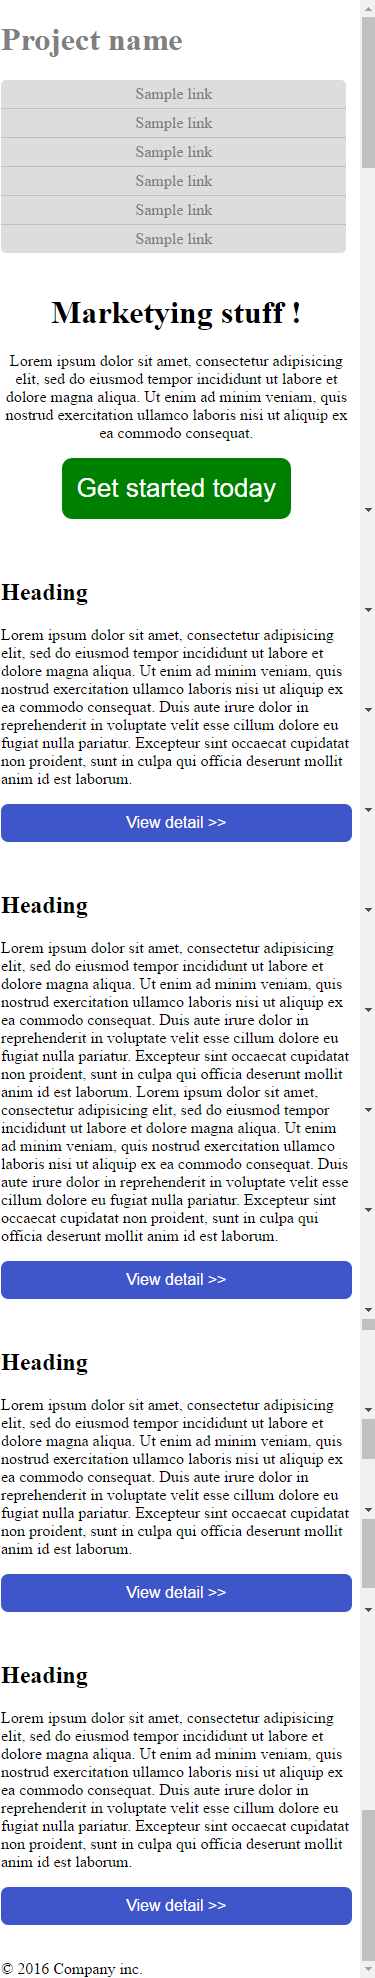 Project name
Sample link
Sample link
Sample link
Sample link
Sample link
Sample link
Marketying stuff !
Lorem ipsum dolor sit amet, consectetur adipisicing
elit, sed do eiusmod tempor incididunt ut labore et
dolore magna aliqua. Ut enim ad minim veniam, quis
nostrud exercitation ullamco laboris nisi ut aliquip ex
ea commodo consequat.
Get started today
Heading
Lorem ipsum dolor sit amet, consectetur adipisicing
elit, sed do eiusmod tempor incididunt ut labore et
dolore magna aliqua. Ut enim ad minim veniam, quis
nostrud exercitation ullamco laboris nisi ut aliquip ex
ea commodo consequat. Duis aute irure dolor in
reprehenderit in voluptate velit esse cillum dolore eu
fugiat nulla pariatur. Excepteur sint occaecat cupidatat
non proident, sunt in culpa qui officia deserunt mollit
anim id est laborum.
View detail >>
Heading
Lorem ipsum dolor sit amet, consectetur adipisicing
elit, sed do eiusmod tempor incididunt ut labore et
dolore magna aliqua. Ut enim ad minim veniam, quis
nostrud exercitation ullamco laboris nisi ut aliquip ex
ea commodo consequat. Duis aute irure dolor in
reprehenderit in voluptate velit esse cillum dolore eu
fugiat nulla pariatur. Excepteur sint occaecat cupidatat
non proident, sunt in culpa qui officia deserunt mollit
anim id est laborum. Lorem ipsum dolor sit amet,
consectetur adipisicing elit, sed do eiusmod tempor
incididunt ut labore et dolore magna aliqua. Ut enim
ad minim veniam, quis nostrud exercitation ullamco
laboris nisi ut aliquip ex ea commodo consequat. Duis
aute irure dolor in reprehenderit in voluptate velit esse
cillum dolore eu fugiat nulla pariatur. Excepteur sint
occaecat cupidatat non proident, sunt in culpa qui
officia deserunt mollit anim id est laborum.
View detail >>
Heading
Lorem ipsum dolor sit amet, consectetur adipisicing
elit, sed do eiusmod tempor incididunt ut labore et
dolore magna aliqua. Ut enim ad minim veniam, quis
nostrud exercitation ullamco laboris nisi ut aliquip ex
ea commodo consequat. Duis aute irure dolor in
reprehenderit in voluptate velit esse cillum dolore eu
fugiat nulla pariatur. Excepteur sint occaecat cupidatat
non proident, sunt in culpa qui officia deserunt mollit
anim id est laborum.
View detail >>
Heading
Lorem ipsum dolor sit amet, consectetur adipisicing
elit, sed do eiusmod tempor incididunt ut labore et
dolore magna aliqua. Ut enim ad minim veniam, quis
nostrud exercitation ullamco laboris nisi ut aliquip ex
ea commodo consequat. Duis aute irure dolor in
reprehenderit in voluptate velit esse cillum dolore eu
fugiat nulla pariatur. Excepteur sint occaecat cupidatat
non proident, sunt in culpa qui officia deserunt mollit
anim id est laborum.
View detail >>
© 2016 Company inc.